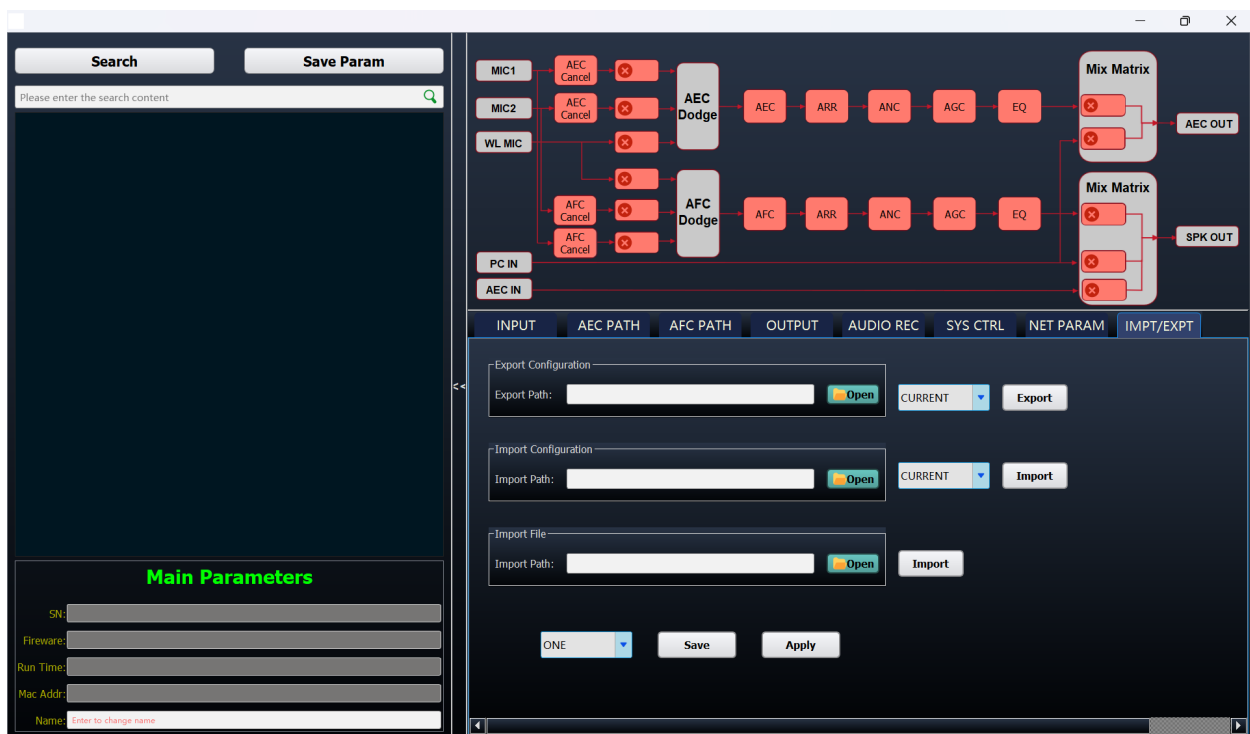 Search
Save Param
Please enter the search content
Main Parameters
SN:
Fireware:
Run Time:
Mac Addr:
Name: Enter to change name
<<
MIC1
AEC
Cancel
MIC2
AEC
Cancel
WL MIC
AEC
Dodge
AEC
ARR
ANC
AGC
EQ
Mix Matrix
AEC OUT
AFC
Cancel
AFC
Cancel
AFC
Dodge
AFC
ARR
ANC
AGC
EQ
Mix Matrix
SPK OUT
PC IN
AEC IN
INPUT AEC PATH AFC PATH OUTPUT AUDIO REC SYS CTRL NET PARAM IMPT/EXPT
Export Configuration
Export Path: Open CURRENT Export
Import Configuration
Import Path: Open CURRENT Import
Import File
Import Path: Open Import
ONE Save Apply